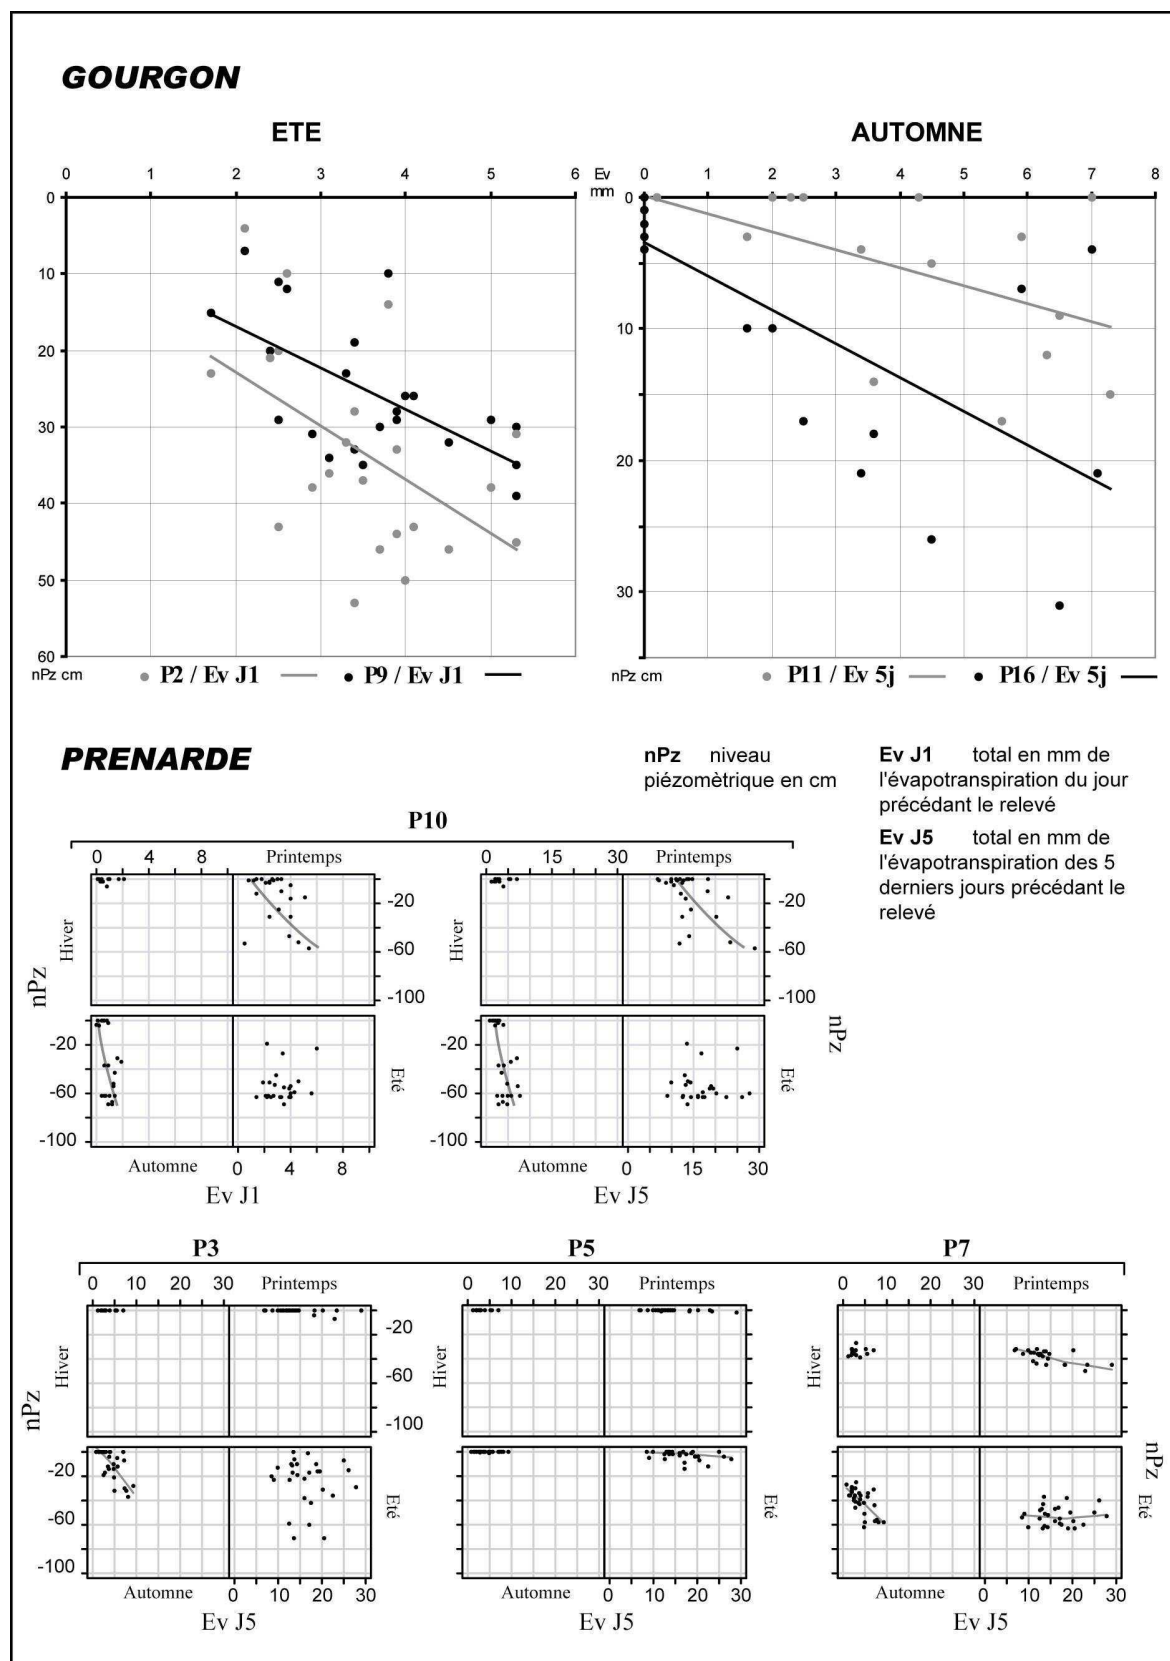 GOURGON
ETE
AUTOMNE
0 1 2 3 4 5 6 Ev mm
0 1 2 3 4 5 6 7 8
0
10
20
30
40
50
60
nPz cm
0
10
20
30
nPz cm
P2 / Ev J1
P9 / Ev J1
P11 / Ev 5j
P16 / Ev 5j
PRENARDE
nPz niveau
piézomètrique en cm
Ev J1 total en mm de
l'évapotranspiration du jour
précédant le relevé
Ev J5 total en mm de
l'évapotranspiration des 5
derniers jours précédant le
relevé
P10
0 4 8 Printemps
0 15 30 Printemps
Hiver
-20
-60
-100
Hiver
-20
-60
-100
nPz
nPz
-20
-60
-100
Eté
-20
-60
-100
Eté
Automne 0 4 8
Automne 0 15 30
Ev J1
Ev J5
P3
P5
P7
0 10 20 30 Printemps
0 10 20 30 Printemps
0 10 20 30 Printemps
Hiver
-20
-60
-100
Hiver
Hiver
nPz
nPz
-20
-60
-100
Eté
Eté
Eté
Automne 0 10 20 30
Automne 0 10 20 30
Automne 0 10 20 30
Ev J5
Ev J5
Ev J5